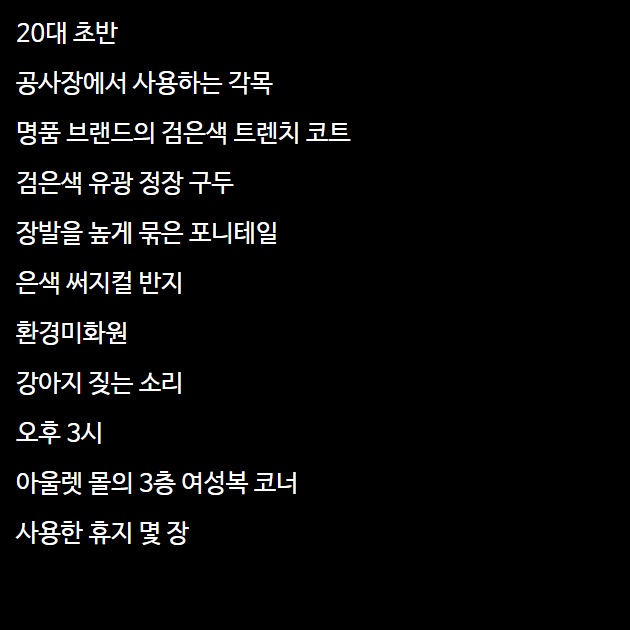 20대 초반
공사장에서 사용하는 각목
명품 브랜드의 검은색 트렌치 코트
검은색 유광 정장 구두
장발을 높게 묶은 포니테일
은색 써지컬 반지
환경미화원
강아지 짖는 소리
오후 3시
아울렛 몰의 3층 여성복 코너
사용한 휴지 몇 장